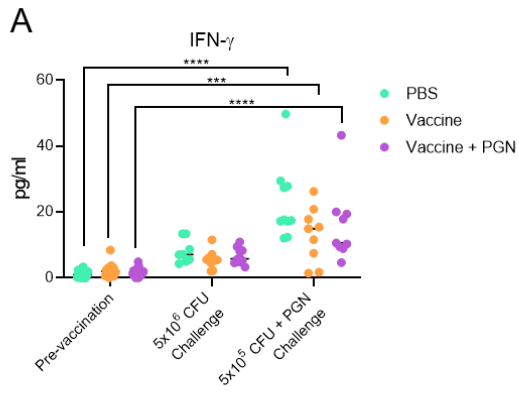 A
IFN-γ
****
***
****
60
40
20
0
pg/ml
PBS
Vaccine
Vaccine + PGN
Pre-vaccination
5x10⁶ CFU
Challenge
5x10⁵ CFU + PGN
Challenge